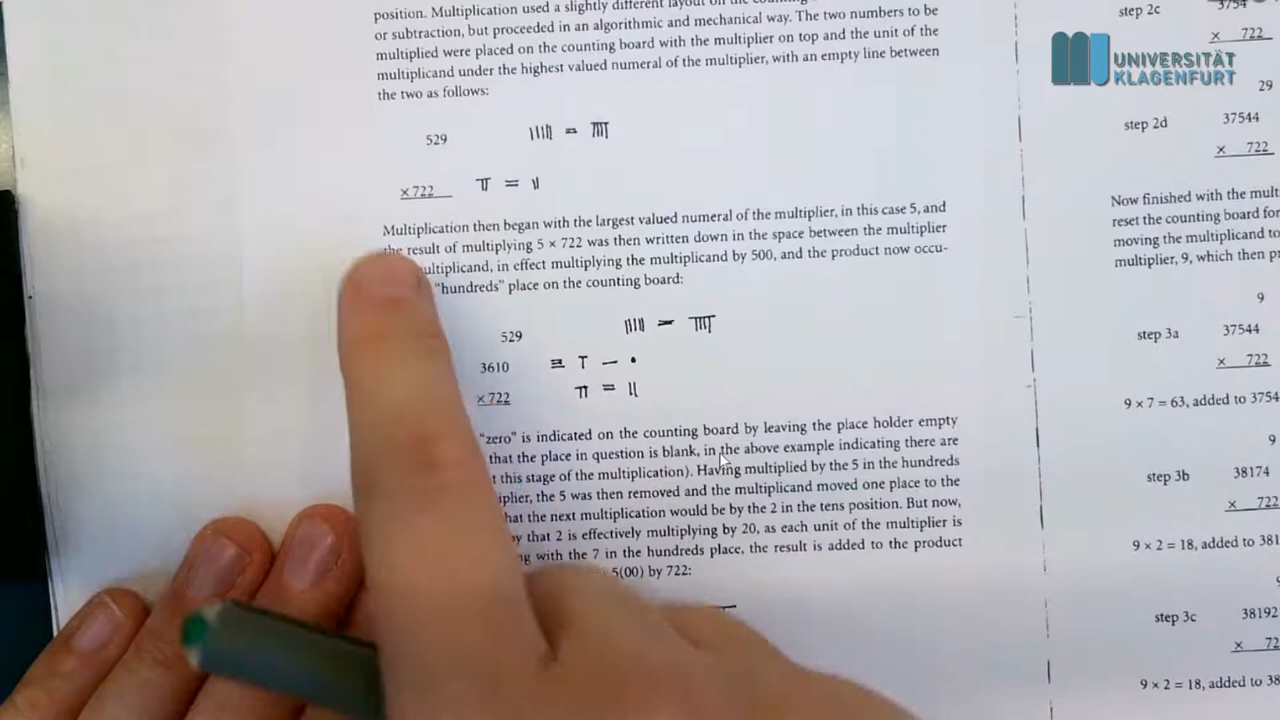 position. Multiplication used a slightly different layout on the counting
or subtraction, but proceeded in an algorithmic and mechanical way. The two numbers to be
multiplied were placed on the counting board with the multiplier on top and the unit of the
multiplicand under the highest valued numeral of the multiplier, with an empty line between
the two as follows:
529
×722
Multiplication then began with the largest valued numeral of the multiplier, in this case 5, and
the result of multiplying 5 × 722 was then written down in the space between the multiplier
multiplicand, in effect multiplying the multiplicand by 500, and the product now occu-
"hundreds" place on the counting board:
529
3610
×722
"zero" is indicated on the counting board by leaving the place holder empty
that the place in question is blank, in the above example indicating there are
this stage of the multiplication). Having multiplied by the 5 in the hundreds
plier, the 5 was then removed and the multiplicand moved one place to the
hat the next multiplication would be by the 2 in the tens position. But now,
y that 2 is effectively multiplying by 20, as each unit of the multiplier is
g with the 7 in the hundreds place, the result is added to the product
5(00) by 722:
step 2c
3754
× 722
29
step 2d
37544
× 722
Now finished with the mult
reset the counting board for
moving the multiplicand to
multiplier, 9, which then p
9
step 3a
37544
× 722
9 × 7 = 63, added to 3754
9
step 3b
38174
× 722
9 × 2 = 18, added to 381
step 3c
38192
× 72
9 × 2 = 18, added to 38
UNIVERSITÄT
KLAGENFURT